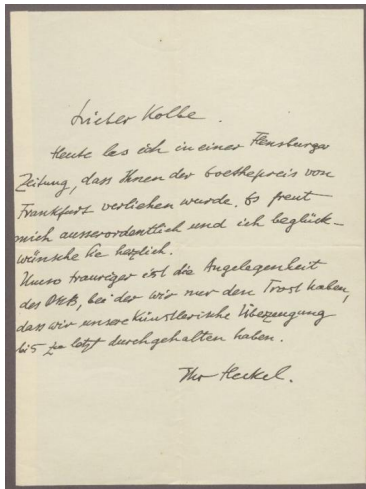 Lieber Kolbe.
Heute las ich in einer Flensburger
Zeitung, dass Ihnen der Goethepreis von
Frankfurt verliehen wurde. Es freut
mich ausserordentlich und ich beglück-
wünsche Sie herzlich.
Umso trauriger ist die Angelegenheit
des DKB, bei der wir nur den Trost haben,
dass wir unsere künstlerische Überzeugung
bis zu letzt durchgehalten haben.
Ihr Heckel.